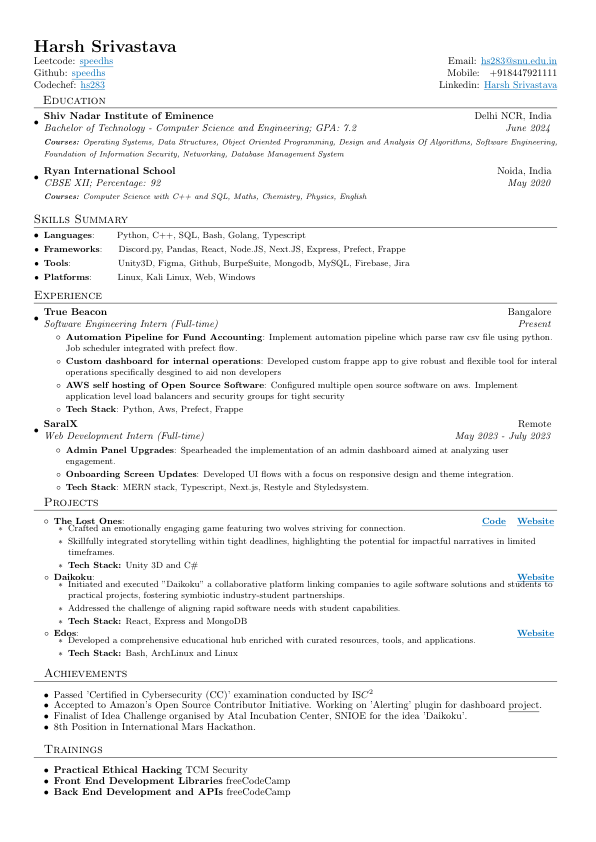 Harsh Srivastava
Leetcode: speedhs Email: hs283@snu.edu.in
Github: speedhs Mobile: +918447921111
Codechef: hs283 Linkedin: Harsh Srivastava
Education
• Shiv Nadar Institute of Eminence Delhi NCR, India
Bachelor of Technology - Computer Science and Engineering; GPA: 7.2 June 2024
Courses: Operating Systems, Data Structures, Object Oriented Programming, Design and Analysis Of Algorithms, Software Engineering,
Foundation of Information Security, Networking, Database Management System
• Ryan International School Noida, India
CBSE XII; Percentage: 92 May 2020
Courses: Computer Science with C++ and SQL, Maths, Chemistry, Physics, English
Skills Summary
• Languages: Python, C++, SQL, Bash, Golang, Typescript
• Frameworks: Discord.py, Pandas, React, Node.JS, Next.JS, Express, Prefect, Frappe
• Tools: Unity3D, Figma, Github, BurpeSuite, Mongodb, MySQL, Firebase, Jira
• Platforms: Linux, Kali Linux, Web, Windows
Experience
• True Beacon Bangalore
Software Engineering Intern (Full-time) Present
◦ Automation Pipeline for Fund Accounting: Implement automation pipeline which parse raw csv file using python.
Job scheduler integrated with prefect flow.
◦ Custom dashboard for internal operations: Developed custom frappe app to give robust and flexible tool for interal
operations specifically desgined to aid non developers
◦ AWS self hosting of Open Source Software: Configured multiple open source software on aws. Implement
application level load balancers and security groups for tight security
◦ Tech Stack: Python, Aws, Prefect, Frappe
• SaralX Remote
Web Development Intern (Full-time) May 2023 - July 2023
◦ Admin Panel Upgrades: Spearheaded the implementation of an admin dashboard aimed at analyzing user
engagement.
◦ Onboarding Screen Updates: Developed UI flows with a focus on responsive design and theme integration.
◦ Tech Stack: MERN stack, Typescript, Next.js, Restyle and Styledsystem.
Projects
◦ The Lost Ones: Code Website
∗ Crafted an emotionally engaging game featuring two wolves striving for connection.
∗ Skillfully integrated storytelling within tight deadlines, highlighting the potential for impactful narratives in limited
timeframes.
∗ Tech Stack: Unity 3D and C#
◦ Daikoku: Website
∗ Initiated and executed "Daikoku" a collaborative platform linking companies to agile software solutions and students to
practical projects, fostering symbiotic industry-student partnerships.
∗ Addressed the challenge of aligning rapid software needs with student capabilities.
∗ Tech Stack: React, Express and MongoDB
◦ Edos: Website
∗ Developed a comprehensive educational hub enriched with curated resources, tools, and applications.
∗ Tech Stack: Bash, ArchLinux and Linux
Achievements
• Passed 'Certified in Cybersecurity (CC)' examination conducted by ISC²
• Accepted to Amazon's Open Source Contributor Initiative. Working on 'Alerting' plugin for dashboard project.
• Finalist of Idea Challenge organised by Atal Incubation Center, SNIOE for the idea 'Daikoku'.
• 8th Position in International Mars Hackathon.
Trainings
• Practical Ethical Hacking TCM Security
• Front End Development Libraries freeCodeCamp
• Back End Development and APIs freeCodeCamp